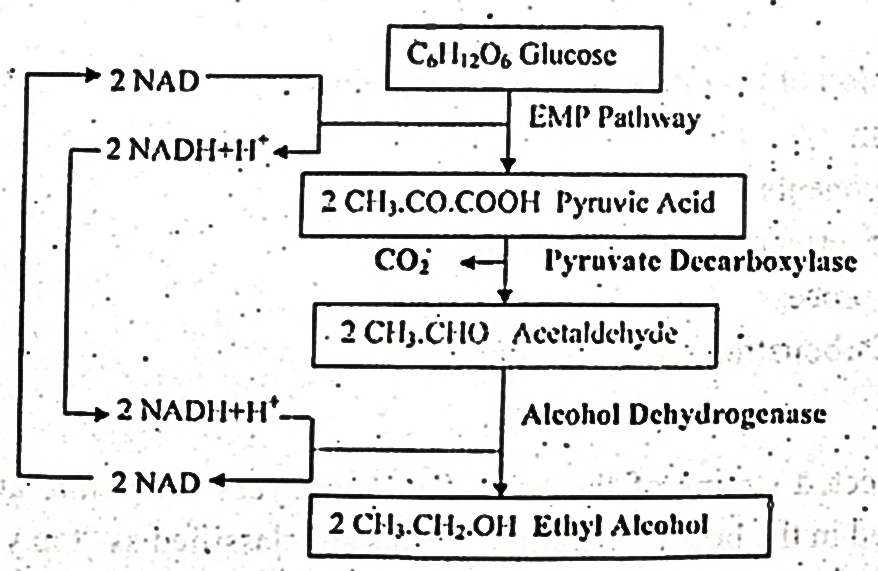 C₆H₁₂O₆ Glucose
2 NAD
EMP Pathway
2 NADH+H⁺
2 CH₃.CO.COOH Pyruvic Acid
CO₂
Pyruvate Decarboxylase
2 CH₃.CHO Acetaldehyde
2 NADH+H⁺
Alcohol Dehydrogenase
2 NAD
2 CH₃.CH₂.OH Ethyl Alcohol